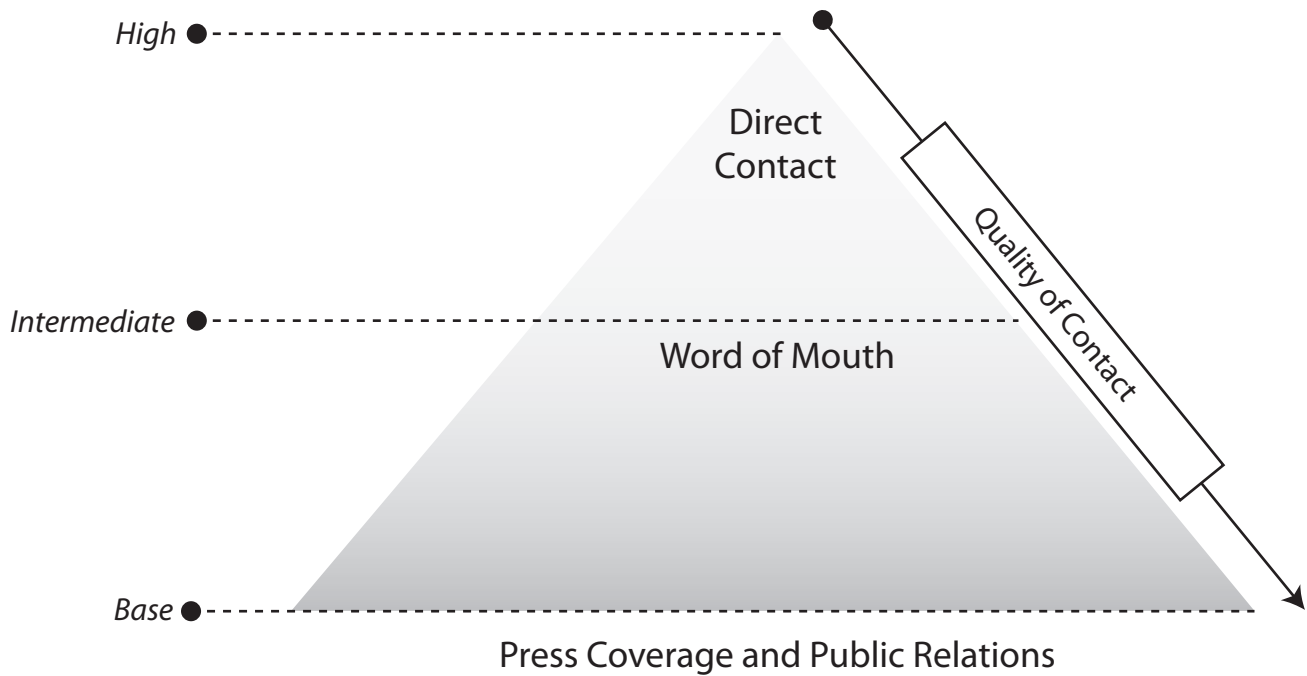 High
Direct
Contact
Quality of Contact
Intermediate
Word of Mouth
Base
Press Coverage and Public Relations